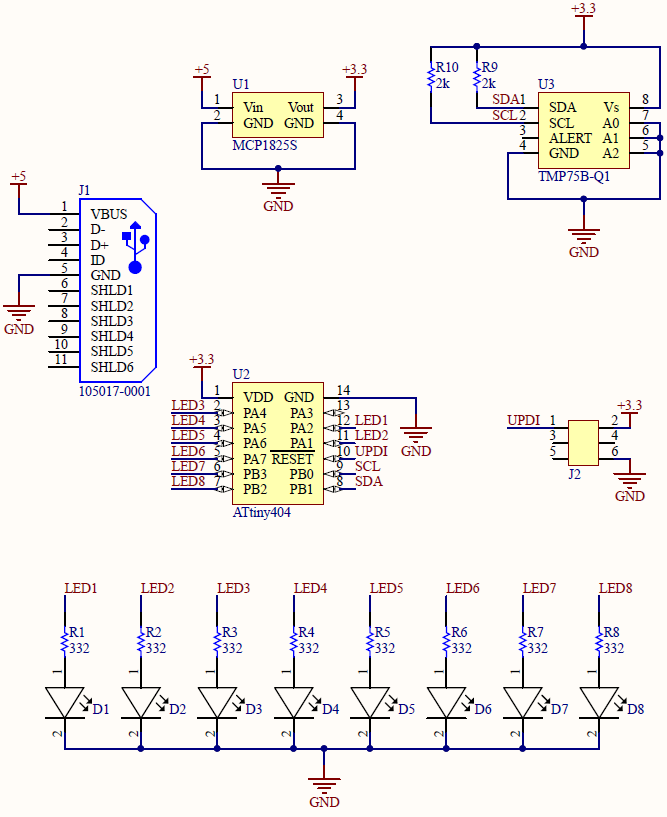 +5
+3.3
U1
1 Vin Vout 3
2 GND GND 4
MCP1825S
GND
+3.3
R10
2k
R9
2k
U3
SDA 1 SDA Vs 8
SCL 2 SCL A0 7
3 ALERT A1 6
4 GND A2 5
TMP75B-Q1
GND
+5
J1
1 VBUS
2 D-
3 D+
4 ID
5 GND
6 SHLD1
7 SHLD2
8 SHLD3
9 SHLD4
10 SHLD5
11 SHLD6
105017-0001
GND
+3.3
U2
1 VDD GND 14
LED3 2 PA4 PA3 13
LED4 3 PA5 PA2 12 LED1
LED5 4 PA6 PA1 11 LED2
LED6 5 PA7 RESET 10 UPDI
LED7 6 PB3 PB0 9 SCL
LED8 7 PB2 PB1 8 SDA
ATtiny404
GND
+3.3
UPDI 1 2
3 4
5 6
J2
GND
LED1 LED2 LED3 LED4 LED5 LED6 LED7 LED8
R1 R2 R3 R4 R5 R6 R7 R8
332 332 332 332 332 332 332 332
1 1 1 1 1 1 1 1
D1 D2 D3 D4 D5 D6 D7 D8
2 2 2 2 2 2 2 2
GND